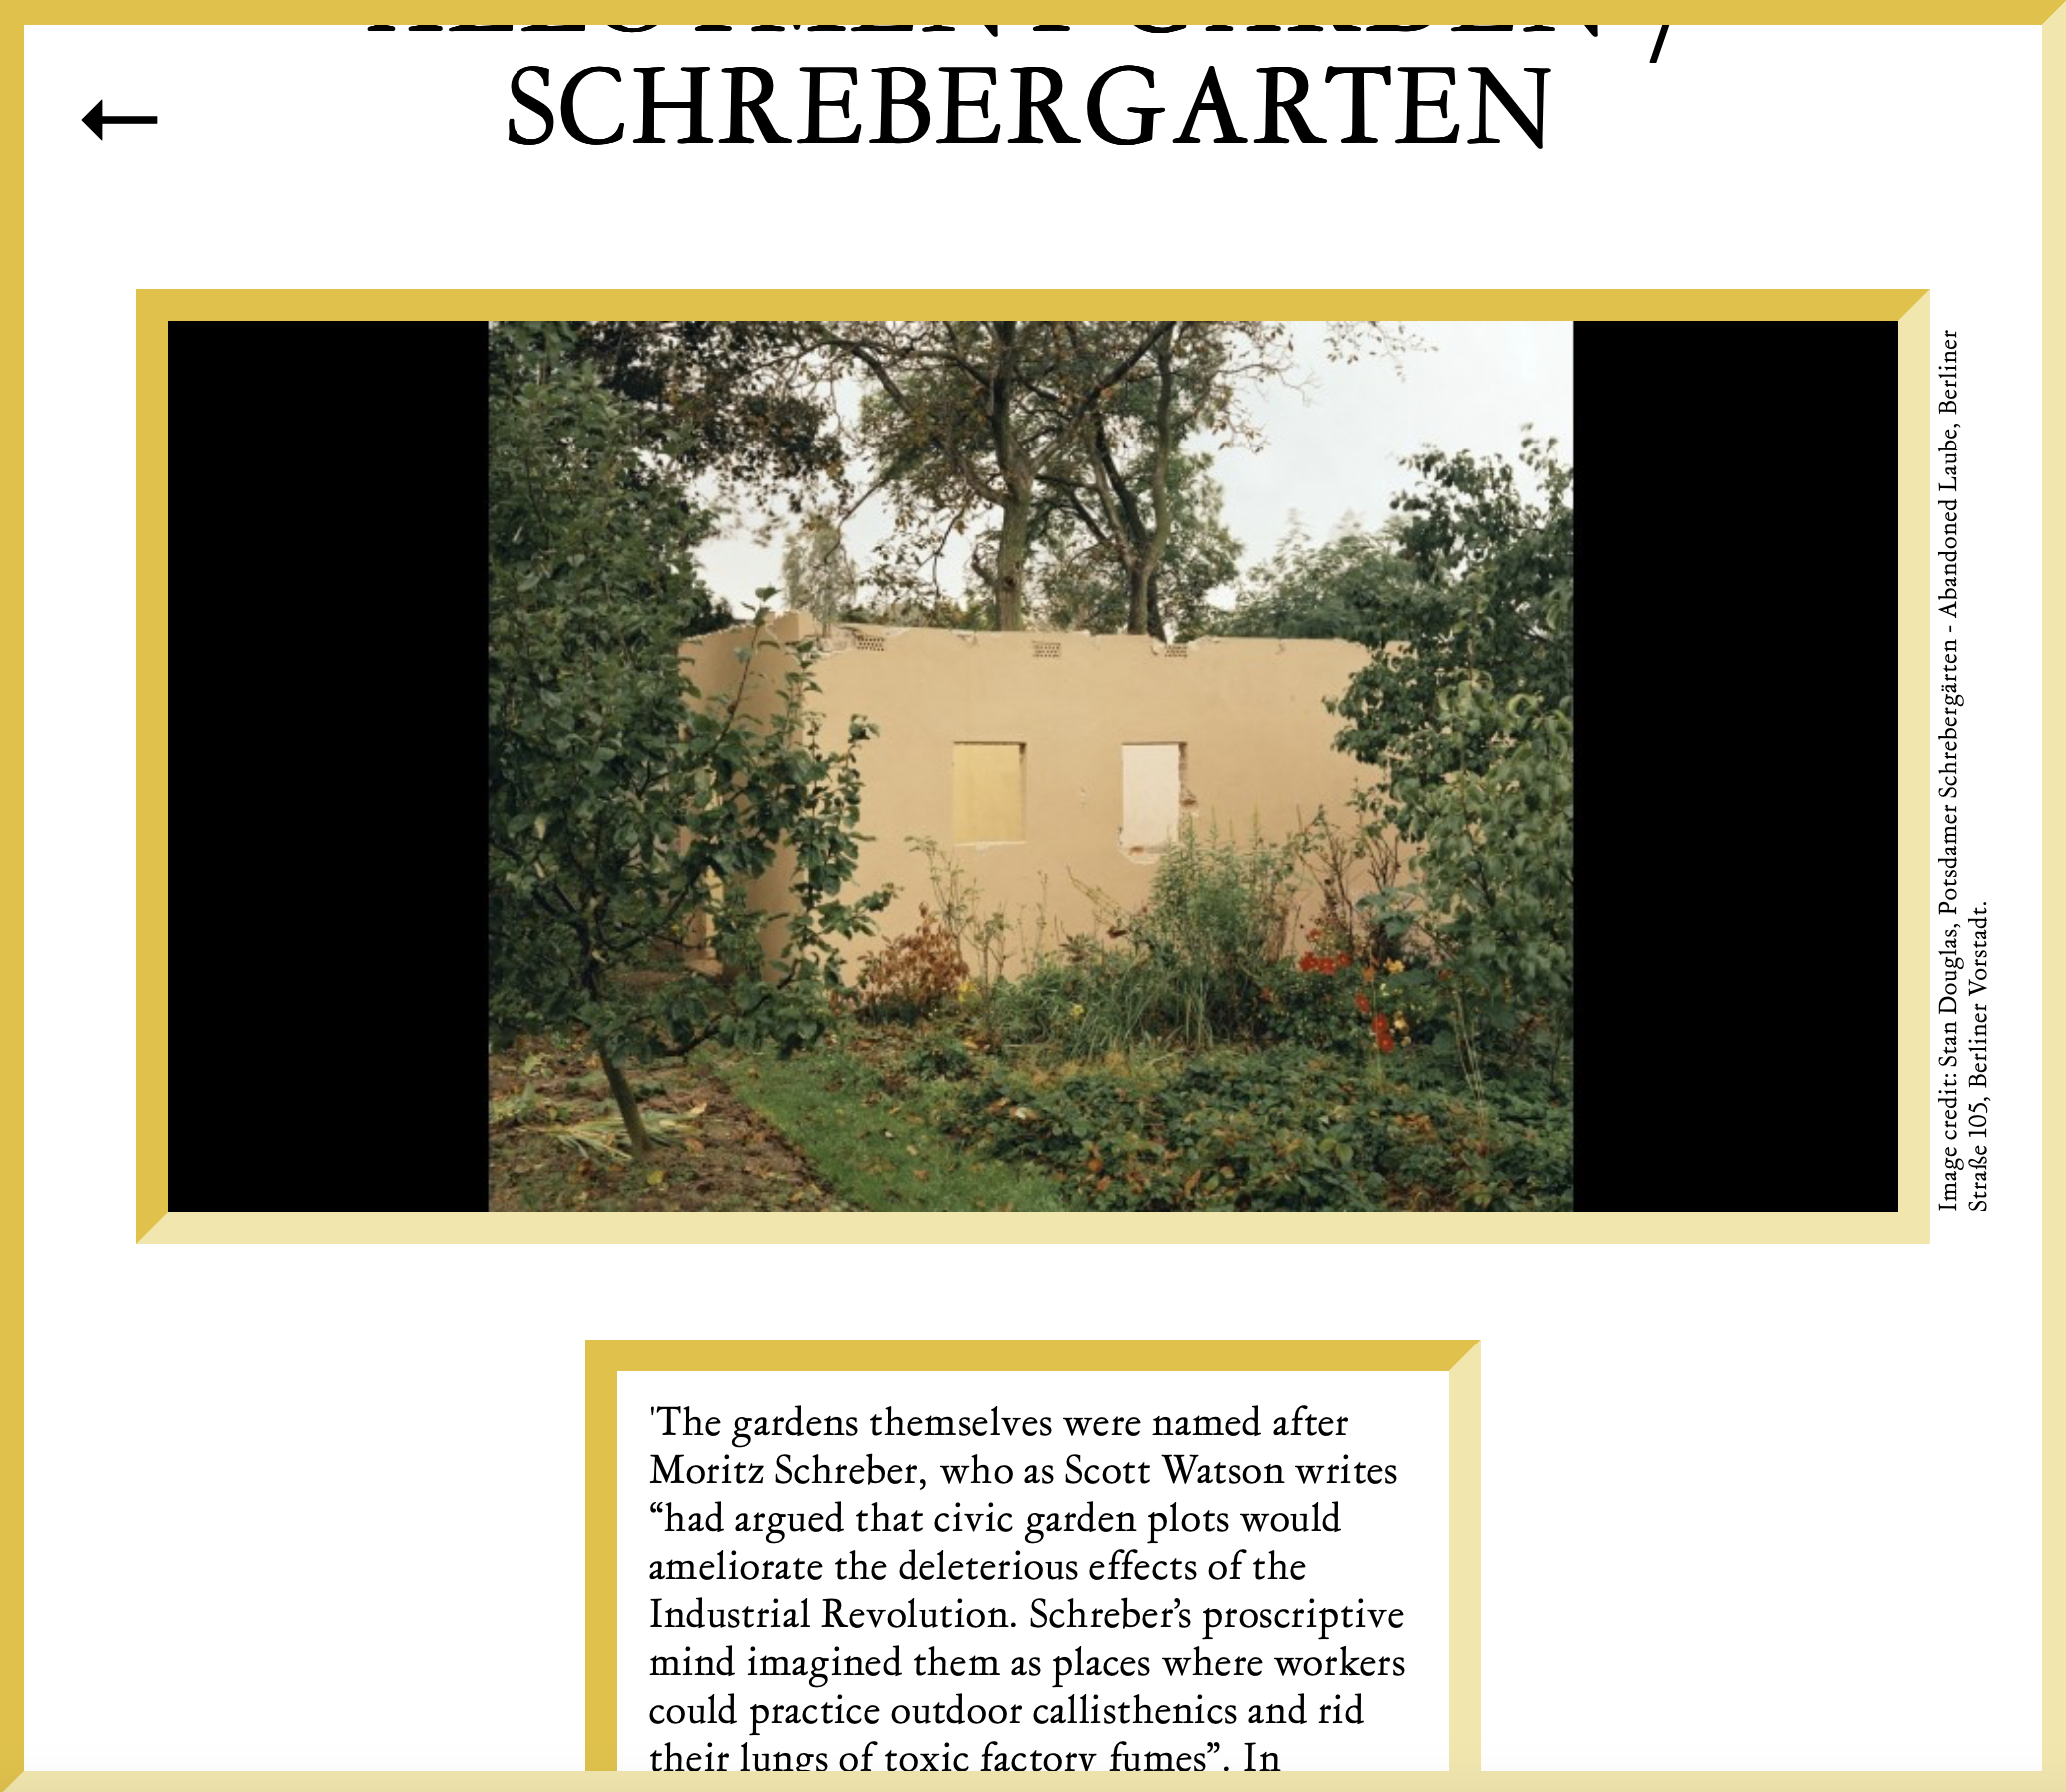 ALLOTMENT GARDEN /
SCHREBERGARTEN
Image credit: Stan Douglas, Potsdamer Schrebergärten - Abandoned Laube, Berliner
Straße 105, Berliner Vorstadt.
'The gardens themselves were named after
Moritz Schreber, who as Scott Watson writes
“had argued that civic garden plots would
ameliorate the deleterious effects of the
Industrial Revolution. Schreber’s proscriptive
mind imagined them as places where workers
could practice outdoor callisthenics and rid
their lungs of toxic factory fumes”. In